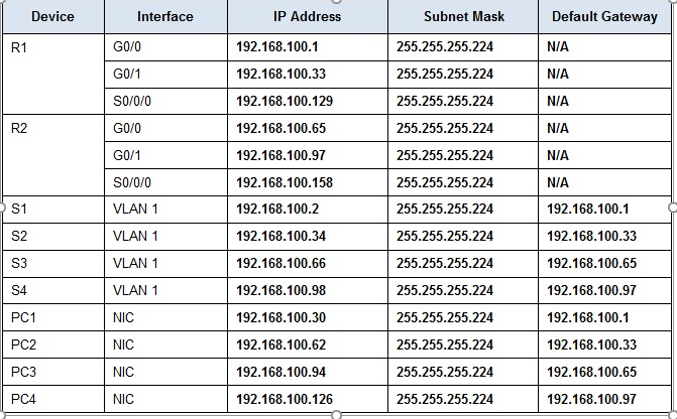 Device Interface IP Address Subnet Mask Default Gateway
R1 G0/0 192.168.100.1 255.255.255.224 N/A
G0/1 192.168.100.33 255.255.255.224 N/A
S0/0/0 192.168.100.129 255.255.255.224 N/A
R2 G0/0 192.168.100.65 255.255.255.224 N/A
G0/1 192.168.100.97 255.255.255.224 N/A
S0/0/0 192.168.100.158 255.255.255.224 N/A
S1 VLAN 1 192.168.100.2 255.255.255.224 192.168.100.1
S2 VLAN 1 192.168.100.34 255.255.255.224 192.168.100.33
S3 VLAN 1 192.168.100.66 255.255.255.224 192.168.100.65
S4 VLAN 1 192.168.100.98 255.255.255.224 192.168.100.97
PC1 NIC 192.168.100.30 255.255.255.224 192.168.100.1
PC2 NIC 192.168.100.62 255.255.255.224 192.168.100.33
PC3 NIC 192.168.100.94 255.255.255.224 192.168.100.65
PC4 NIC 192.168.100.126 255.255.255.224 192.168.100.97